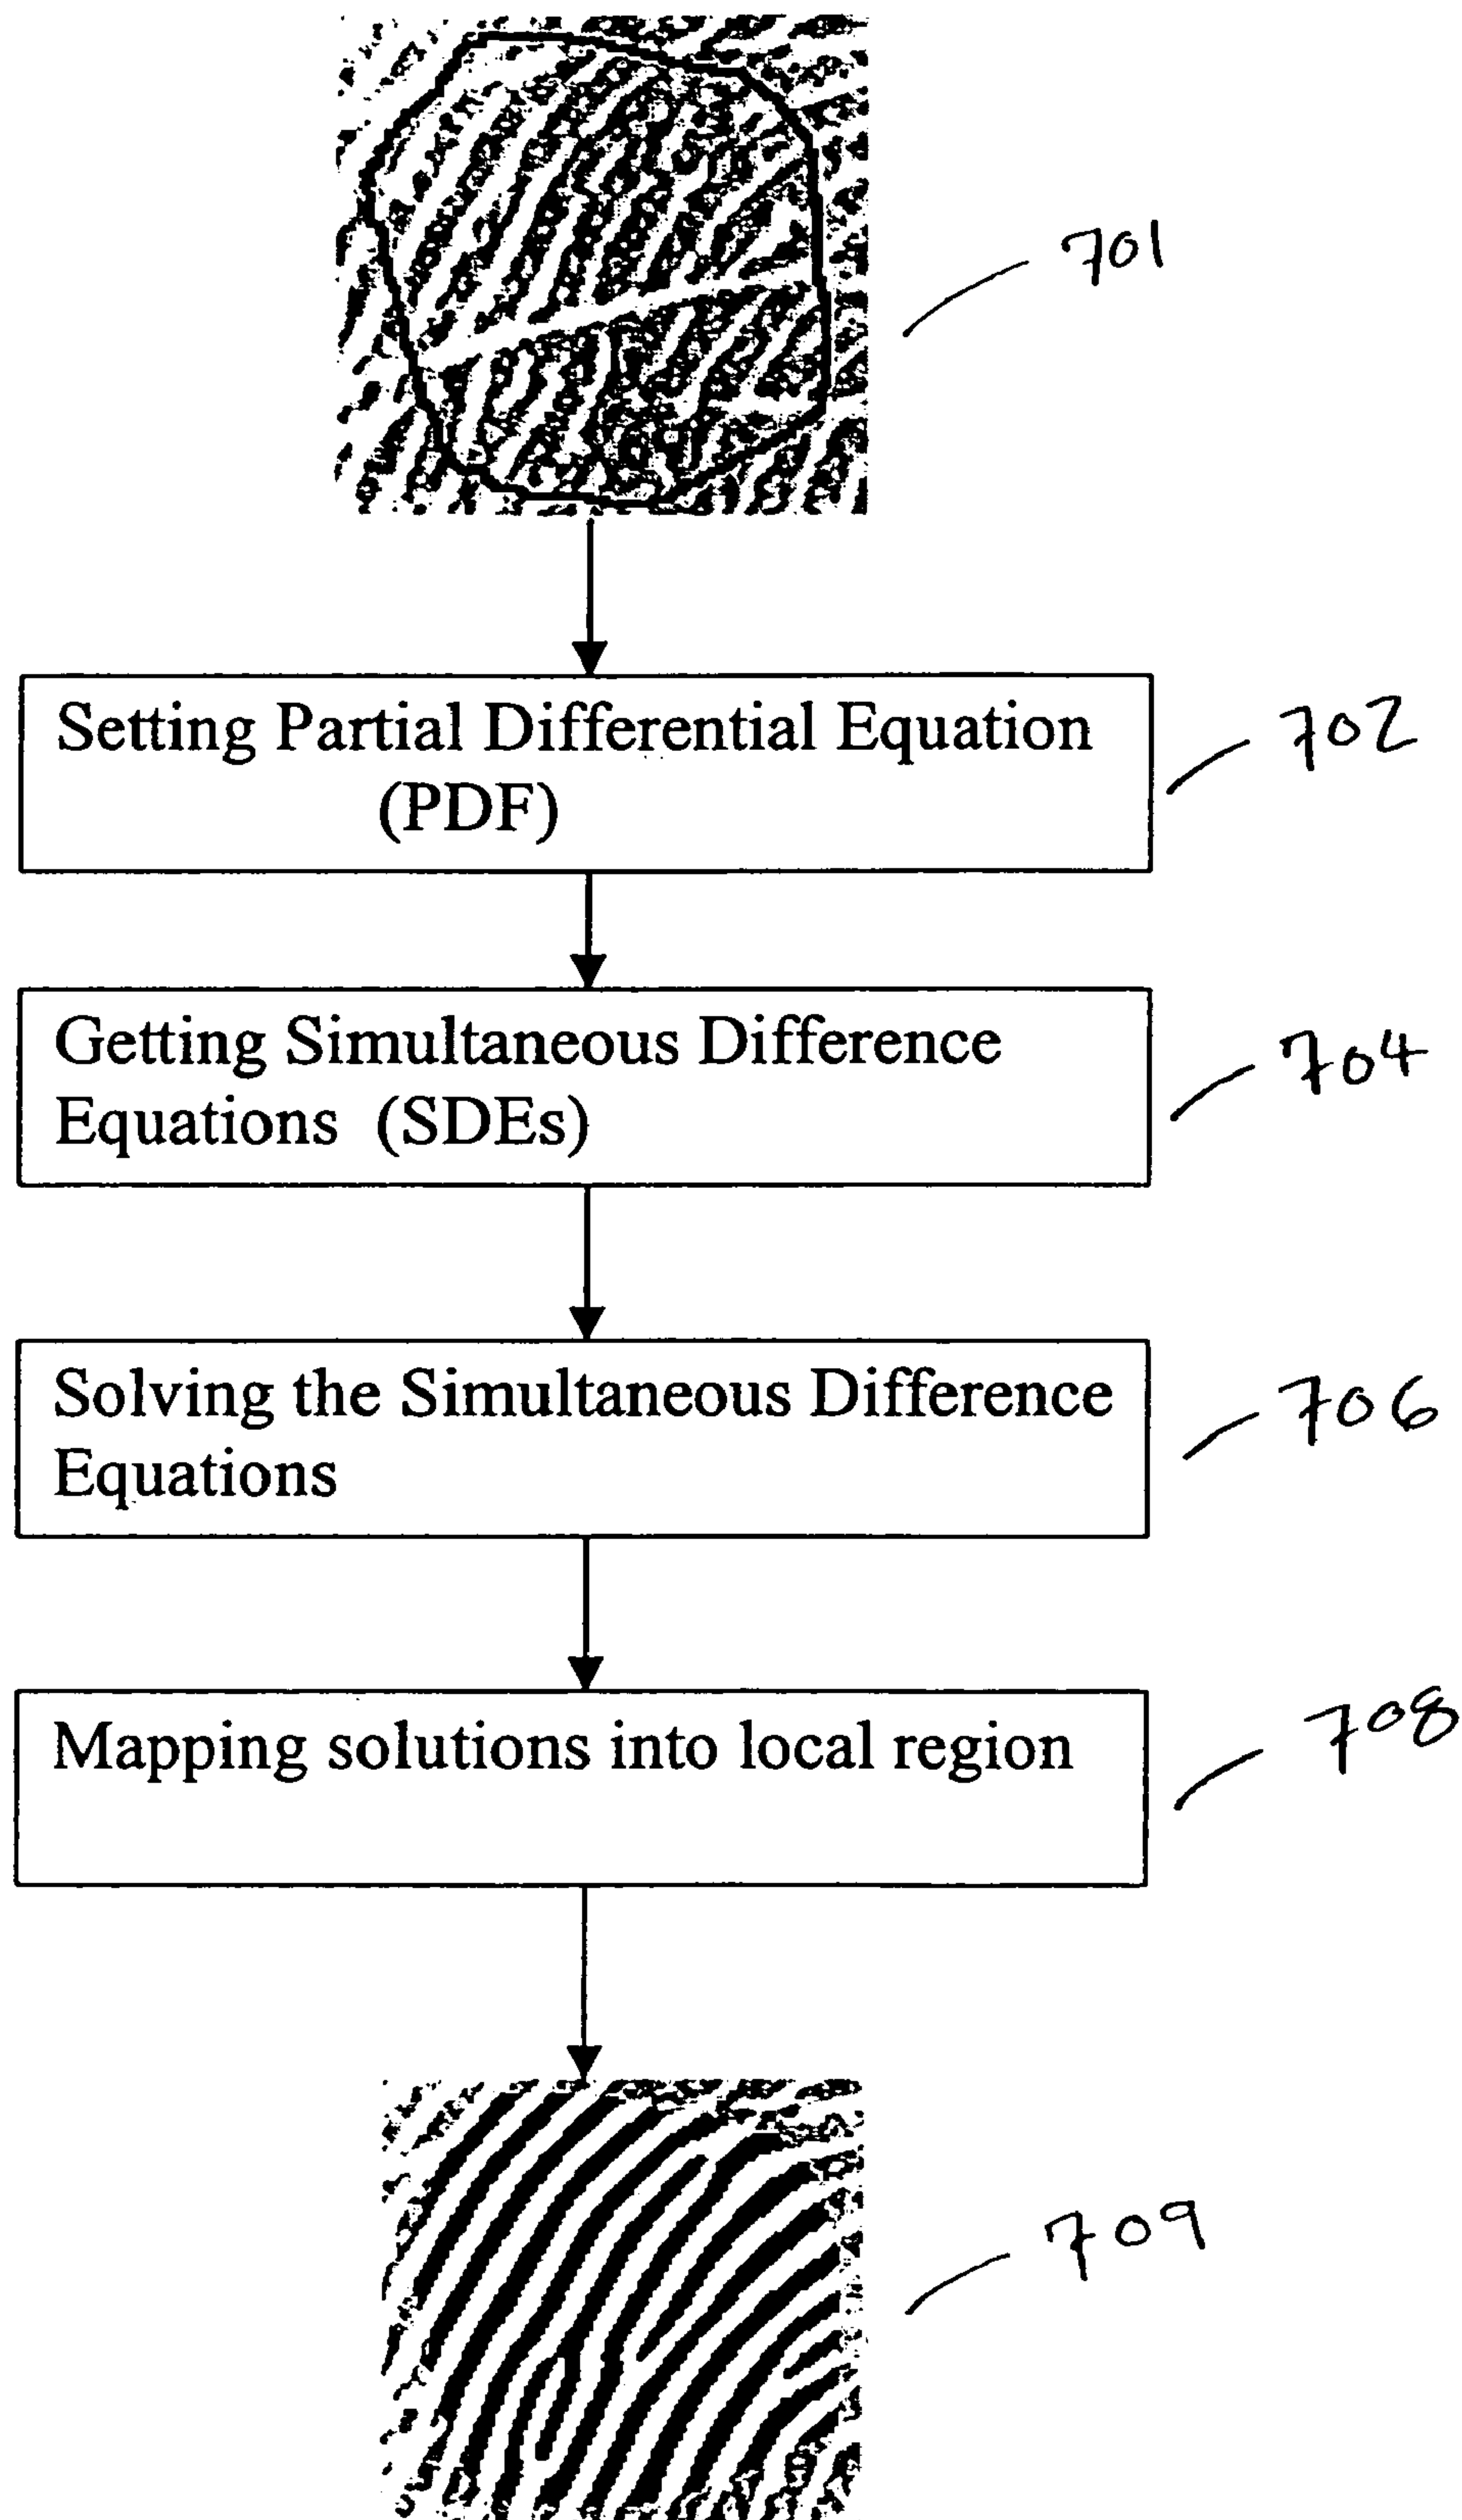 701
Setting Partial Differential Equation
(PDF)
702
Getting Simultaneous Difference
Equations (SDEs)
704
Solving the Simultaneous Difference
Equations
706
Mapping solutions into local region
708
709